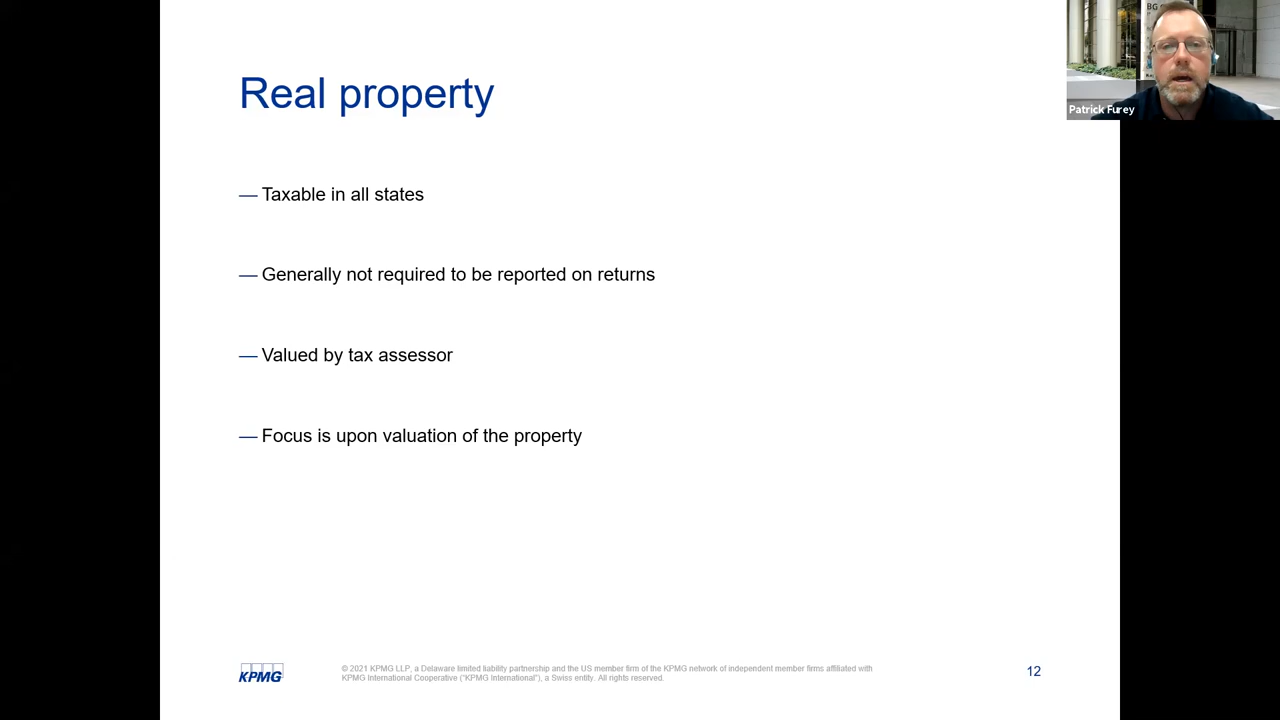 BG
Patrick Furey
Real property
— Taxable in all states
— Generally not required to be reported on returns
— Valued by tax assessor
— Focus is upon valuation of the property
KPMG
© 2021 KPMG LLP, a Delaware limited liability partnership and the US member firm of the KPMG network of independent member firms affiliated with
KPMG International Cooperative ("KPMG International"), a Swiss entity. All rights reserved.
12